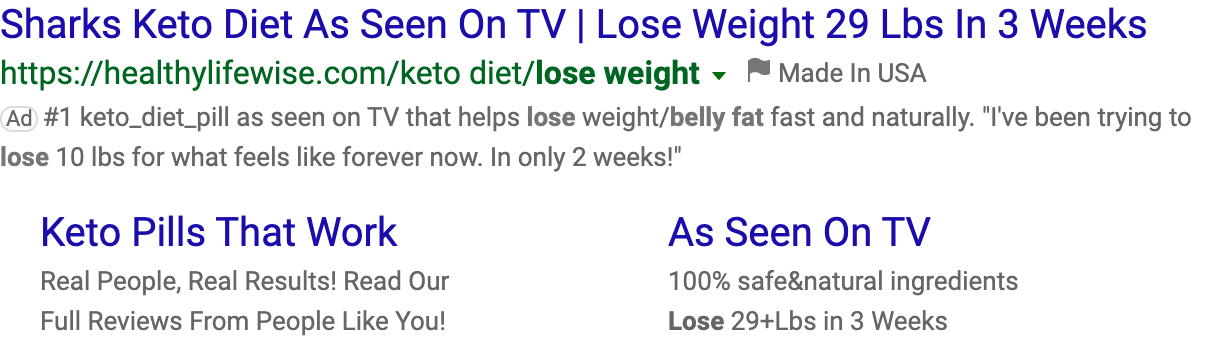 Sharks Keto Diet As Seen On TV | Lose Weight 29 Lbs In 3 Weeks
https://healthylifewise.com/keto diet/lose weight Made In USA
Ad #1 keto_diet_pill as seen on TV that helps lose weight/belly fat fast and naturally. "I've been trying to
lose 10 lbs for what feels like forever now. In only 2 weeks!"
Keto Pills That Work
Real People, Real Results! Read Our
Full Reviews From People Like You!
As Seen On TV
100% safe&natural ingredients
Lose 29+Lbs in 3 Weeks